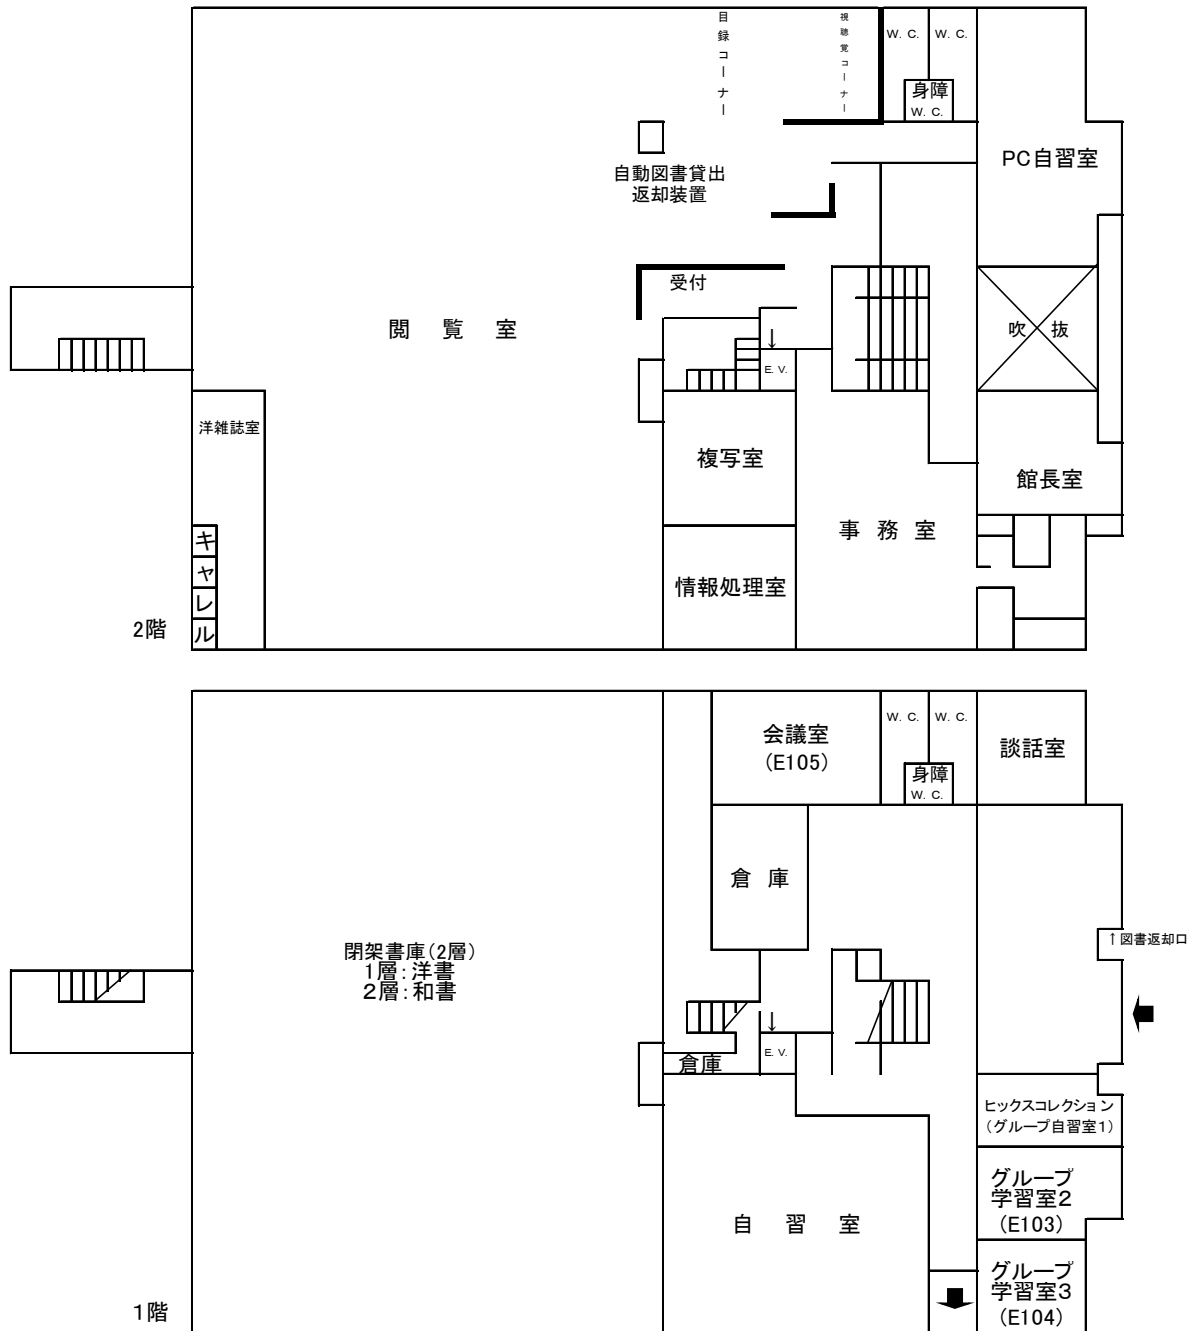 目録コーナー
視聴覚コーナー
W. C.
W. C.
身障
W. C.
PC自習室
自動図書貸出
返却装置
受付
閲 覧 室
吹 抜
↓
E. V.
洋雑誌室
複写室
館長室
事 務 室
キャレル
情報処理室
2階
会議室
(E105)
W. C.
W. C.
談話室
身障
W. C.
倉 庫
↑図書返却口
閉架書庫(2層)
1層:洋書
2層:和書
↓
E. V.
倉庫
ヒックスコレクション
(グループ自習室1)
グループ
学習室2
(E103)
自 習 室
グループ
学習室3
(E104)
1階